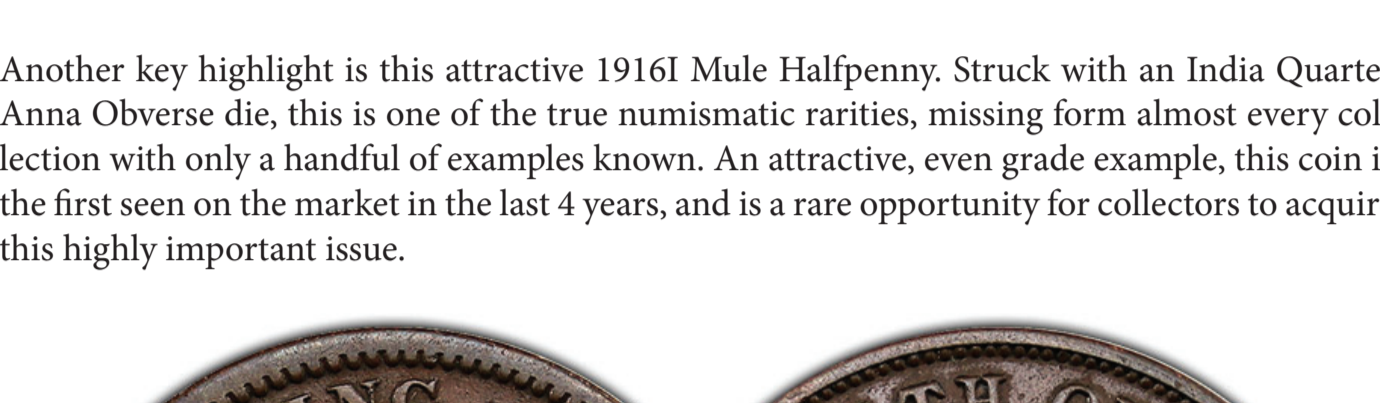 Another key highlight is this attractive 1916I Mule Halfpenny. Struck with an India Quarte
Anna Obverse die, this is one of the true numismatic rarities, missing form almost every col
lection with only a handful of examples known. An attractive, even grade example, this coin i
the first seen on the market in the last 4 years, and is a rare opportunity for collectors to acquir
this highly important issue.
ING
TH O